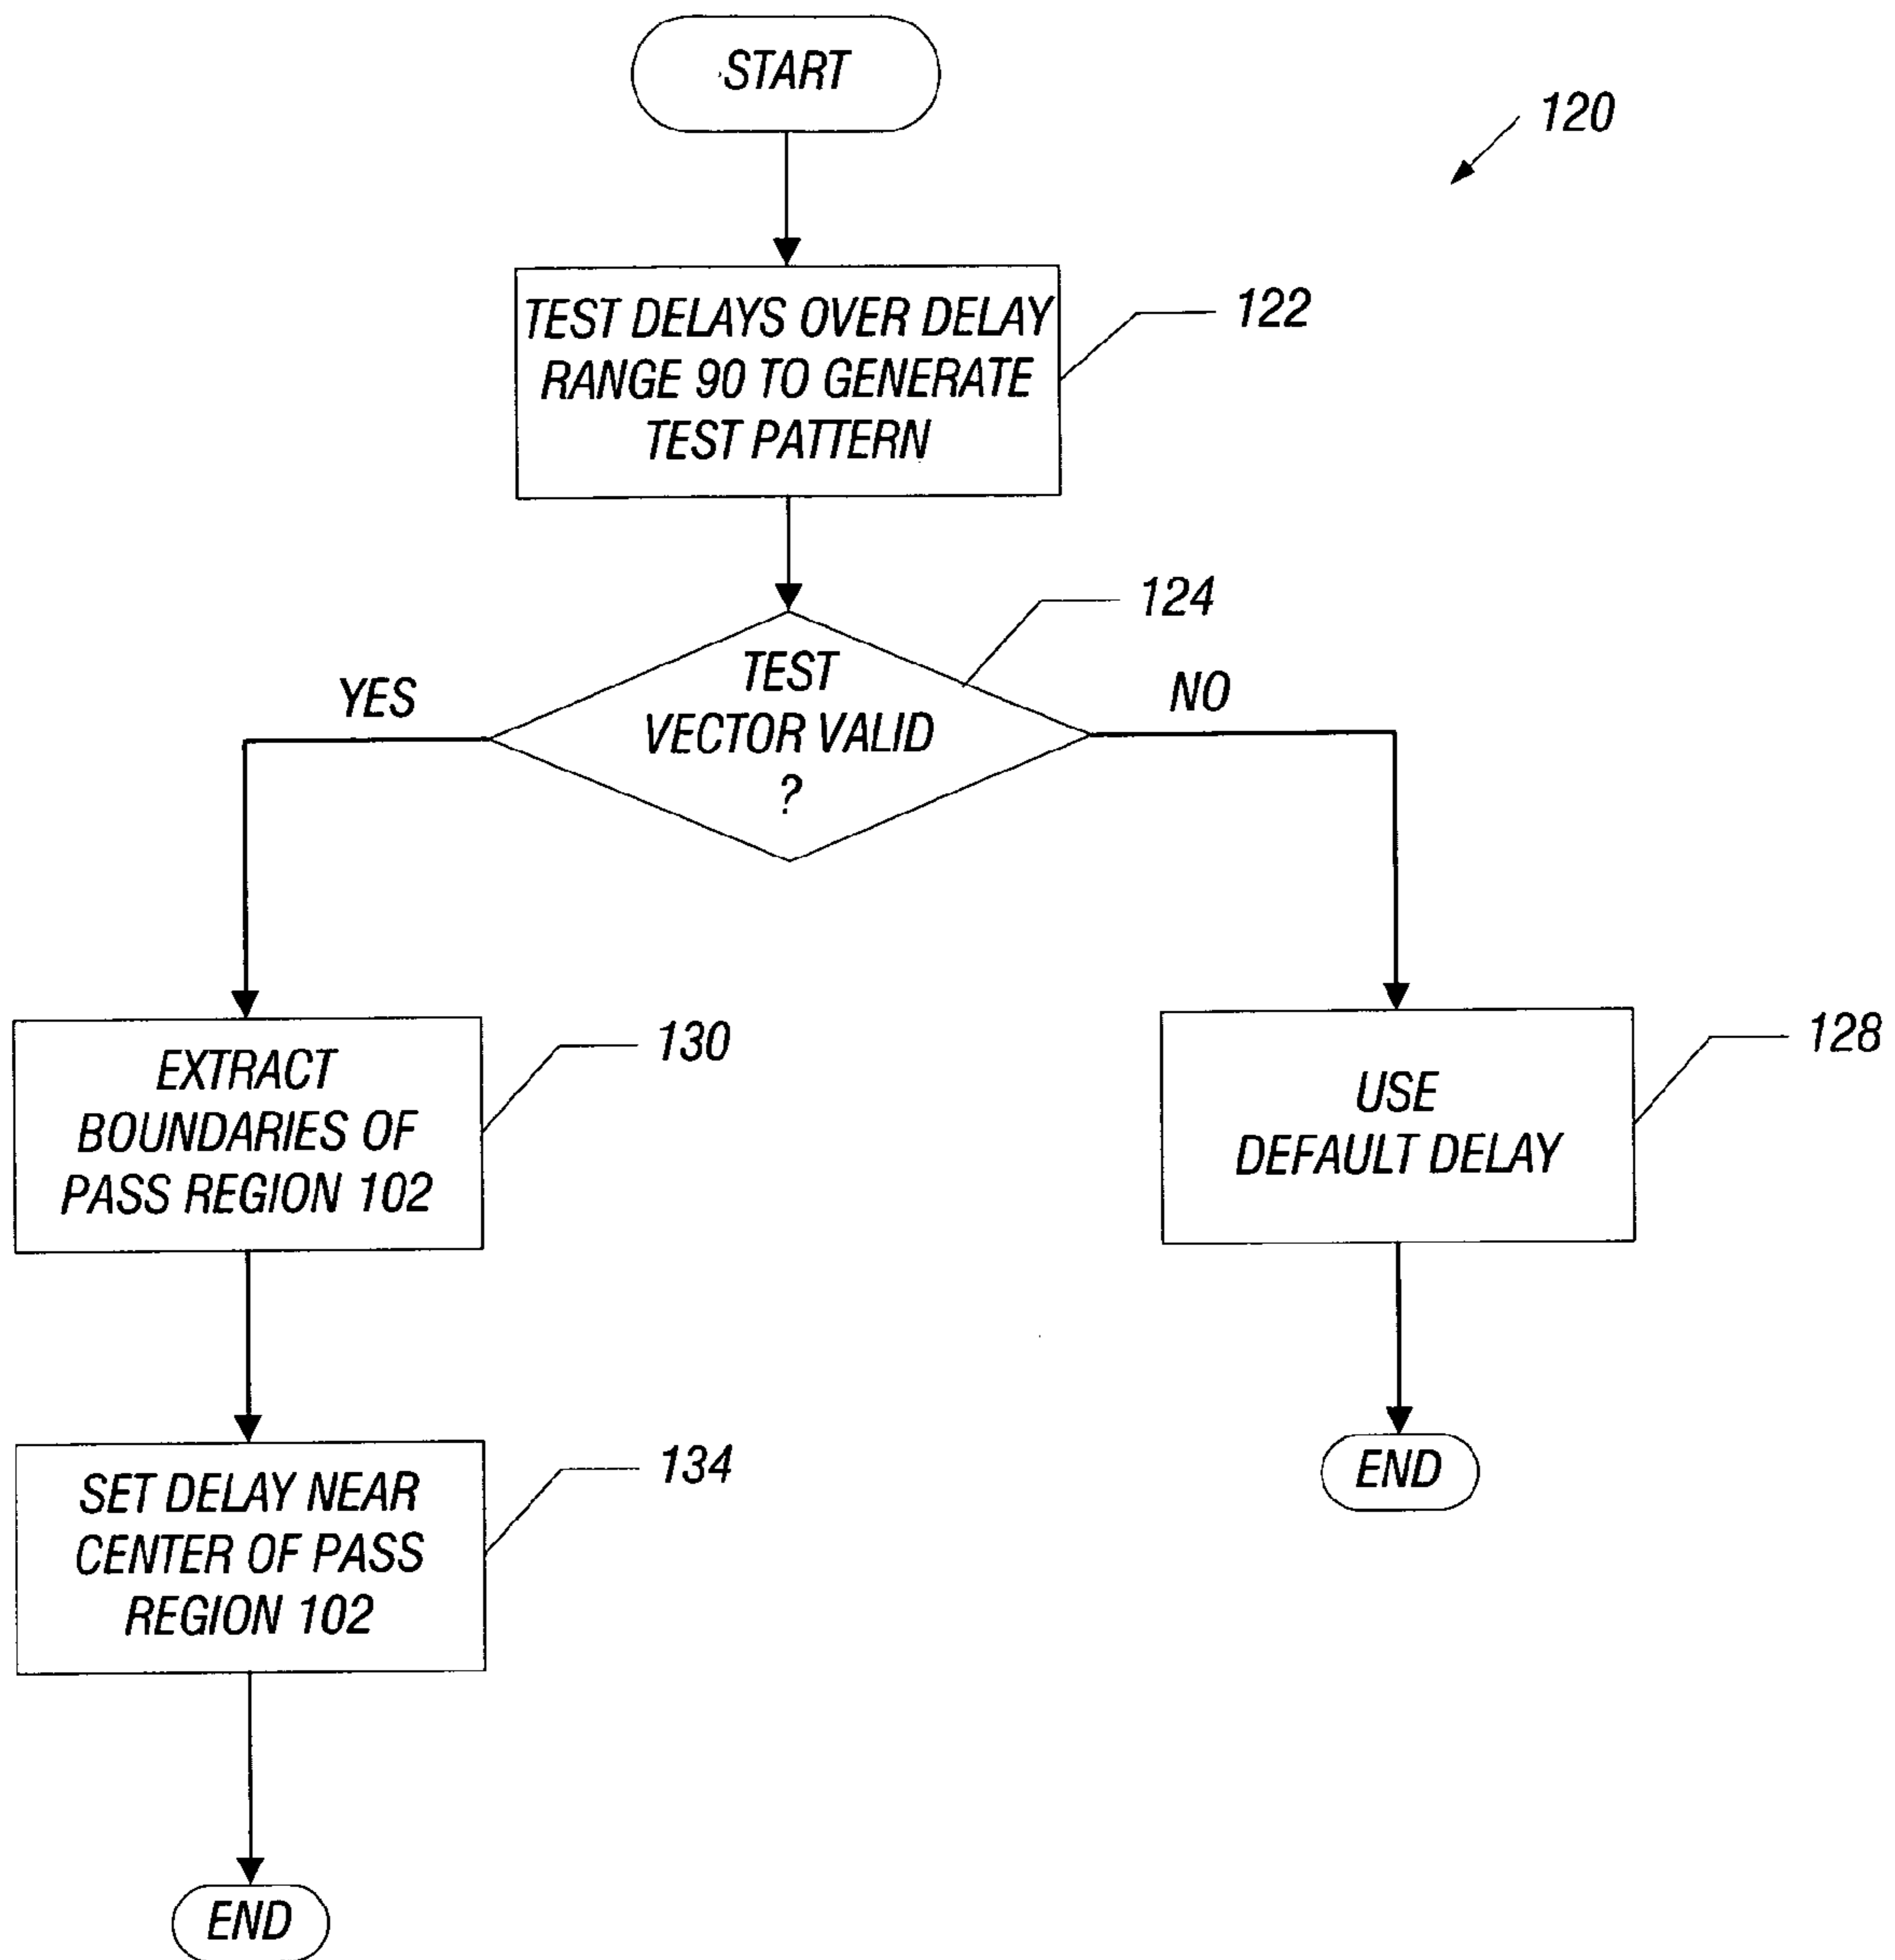 START
120
TEST DELAYS OVER DELAY
RANGE 90 TO GENERATE
TEST PATTERN
122
124
TEST
VECTOR VALID
?
YES
NO
EXTRACT
BOUNDARIES OF
PASS REGION 102
130
USE
DEFAULT DELAY
128
SET DELAY NEAR
CENTER OF PASS
REGION 102
134
END
END